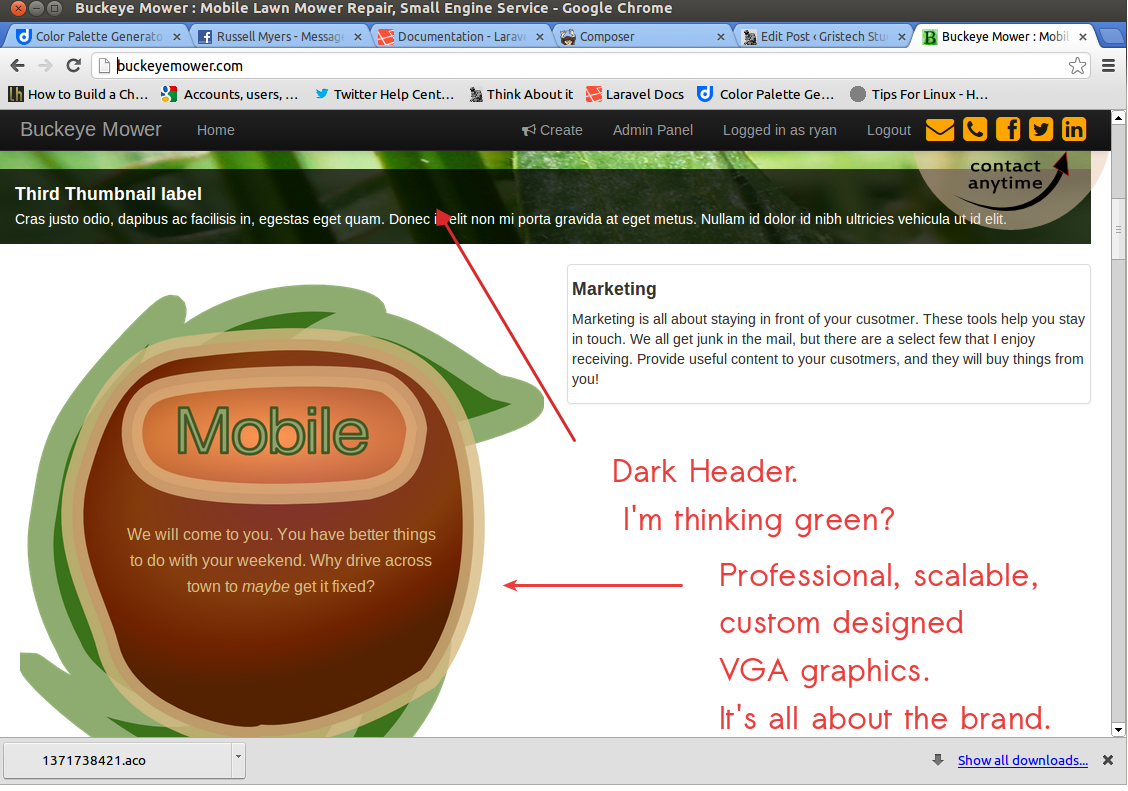 Buckeye Mower : Mobile Lawn Mower Repair, Small Engine Service - Google Chrome
Color Palette Generato
Russell Myers - Message
Documentation - Larave
Composer
Edit Post ‹ Gristech Stud
Buckeye Mower : Mobil
buckeyemower.com
How to Build a Ch...
Accounts, users, ...
Twitter Help Cent...
Think About it
Laravel Docs
Color Palette Ge...
Tips For Linux - H...
Buckeye Mower
Home
Create
Admin Panel
Logged in as ryan
Logout
contact
anytime
Third Thumbnail label
Cras justo odio, dapibus ac facilisis in, egestas eget quam. Donec id elit non mi porta gravida at eget metus. Nullam id dolor id nibh ultricies vehicula ut id elit.
Marketing
Marketing is all about staying in front of your cusotmer. These tools help you stay
in touch. We all get junk in the mail, but there are a select few that I enjoy
receiving. Provide useful content to your cusotmers, and they will buy things from
you!
Mobile
We will come to you. You have better things
to do with your weekend. Why drive across
town to maybe get it fixed?
Dark Header.
I'm thinking green?
Professional, scalable,
custom designed
VGA graphics.
It's all about the brand.
1371738421.aco
Show all downloads...